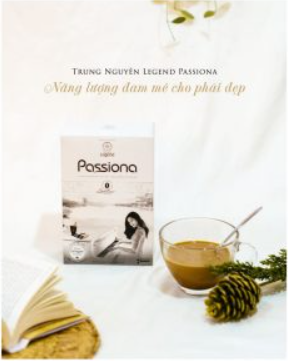 TRUNG NGUYÊN LEGEND PASSIONA
Năng lượng đam mê cho phái đẹp
Passiona